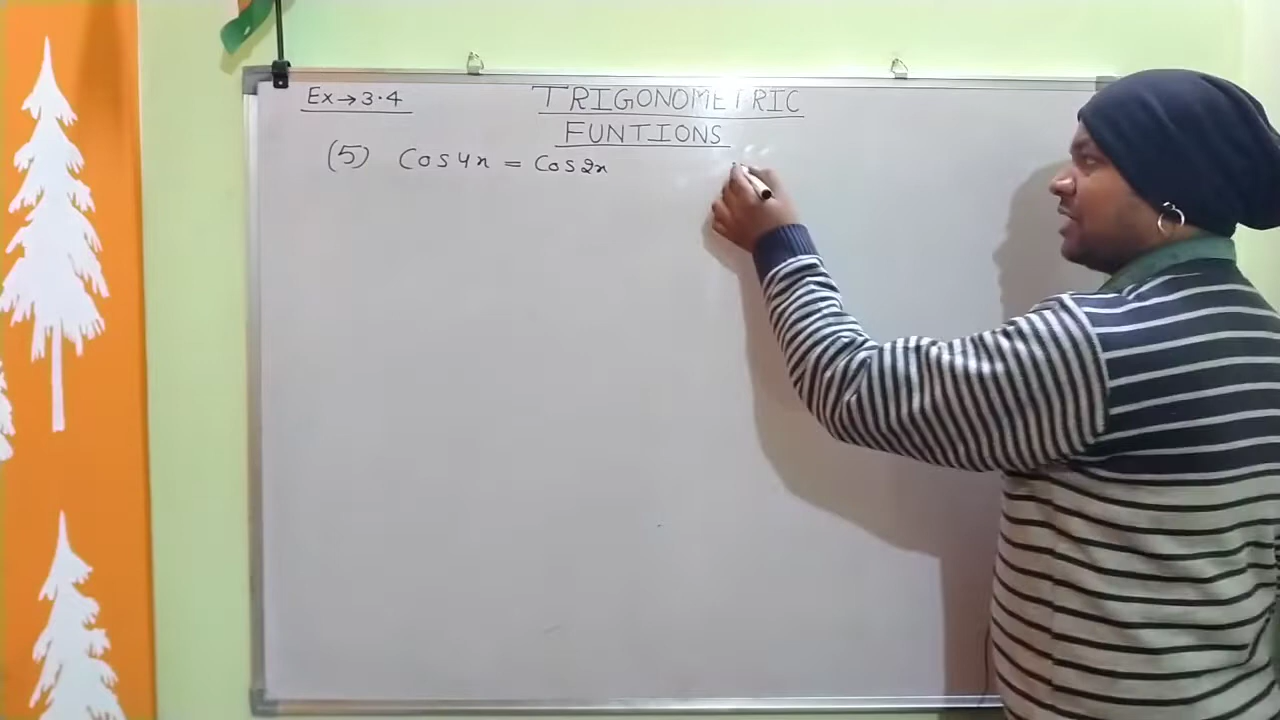 Ex→3.4
TRIGONOMETRIC
FUNTIONS
(5) Cos4x = Cos2x